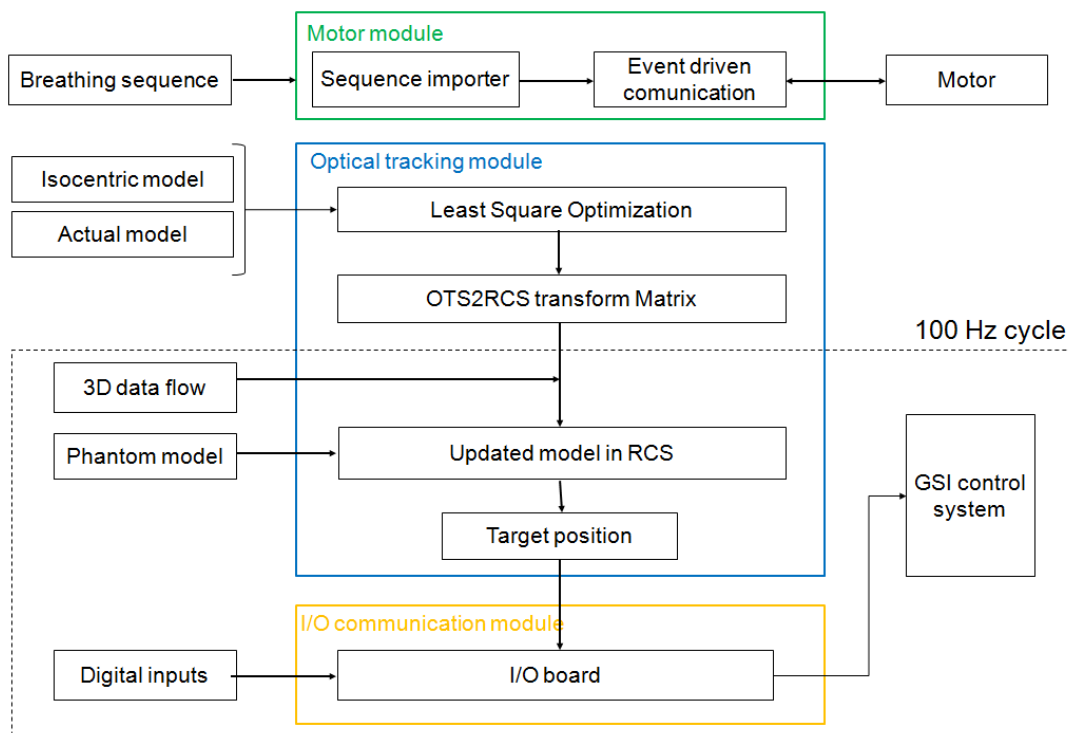 Motor module
Breathing sequence
Sequence importer
Event driven
comunication
Motor
Optical tracking module
Isocentric model
Actual model
Least Square Optimization
OTS2RCS transform Matrix
100 Hz cycle
3D data flow
Phantom model
Updated model in RCS
GSI control
system
Target position
I/O communication module
Digital inputs
I/O board